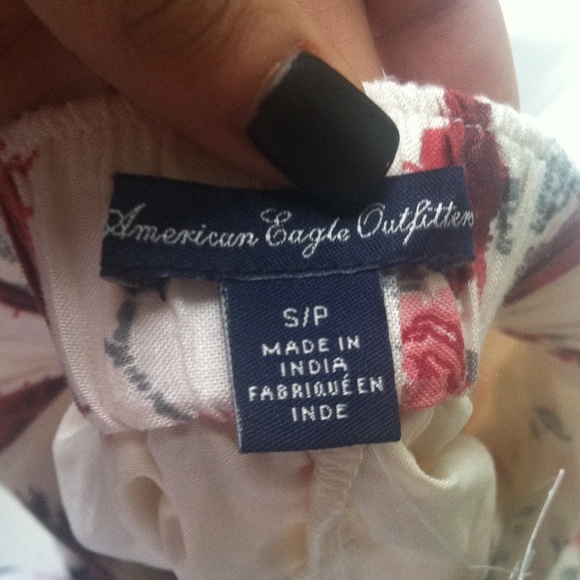 American Eagle Outfitters
S/P
MADE IN
INDIA
FABRIQUÉ EN
INDE